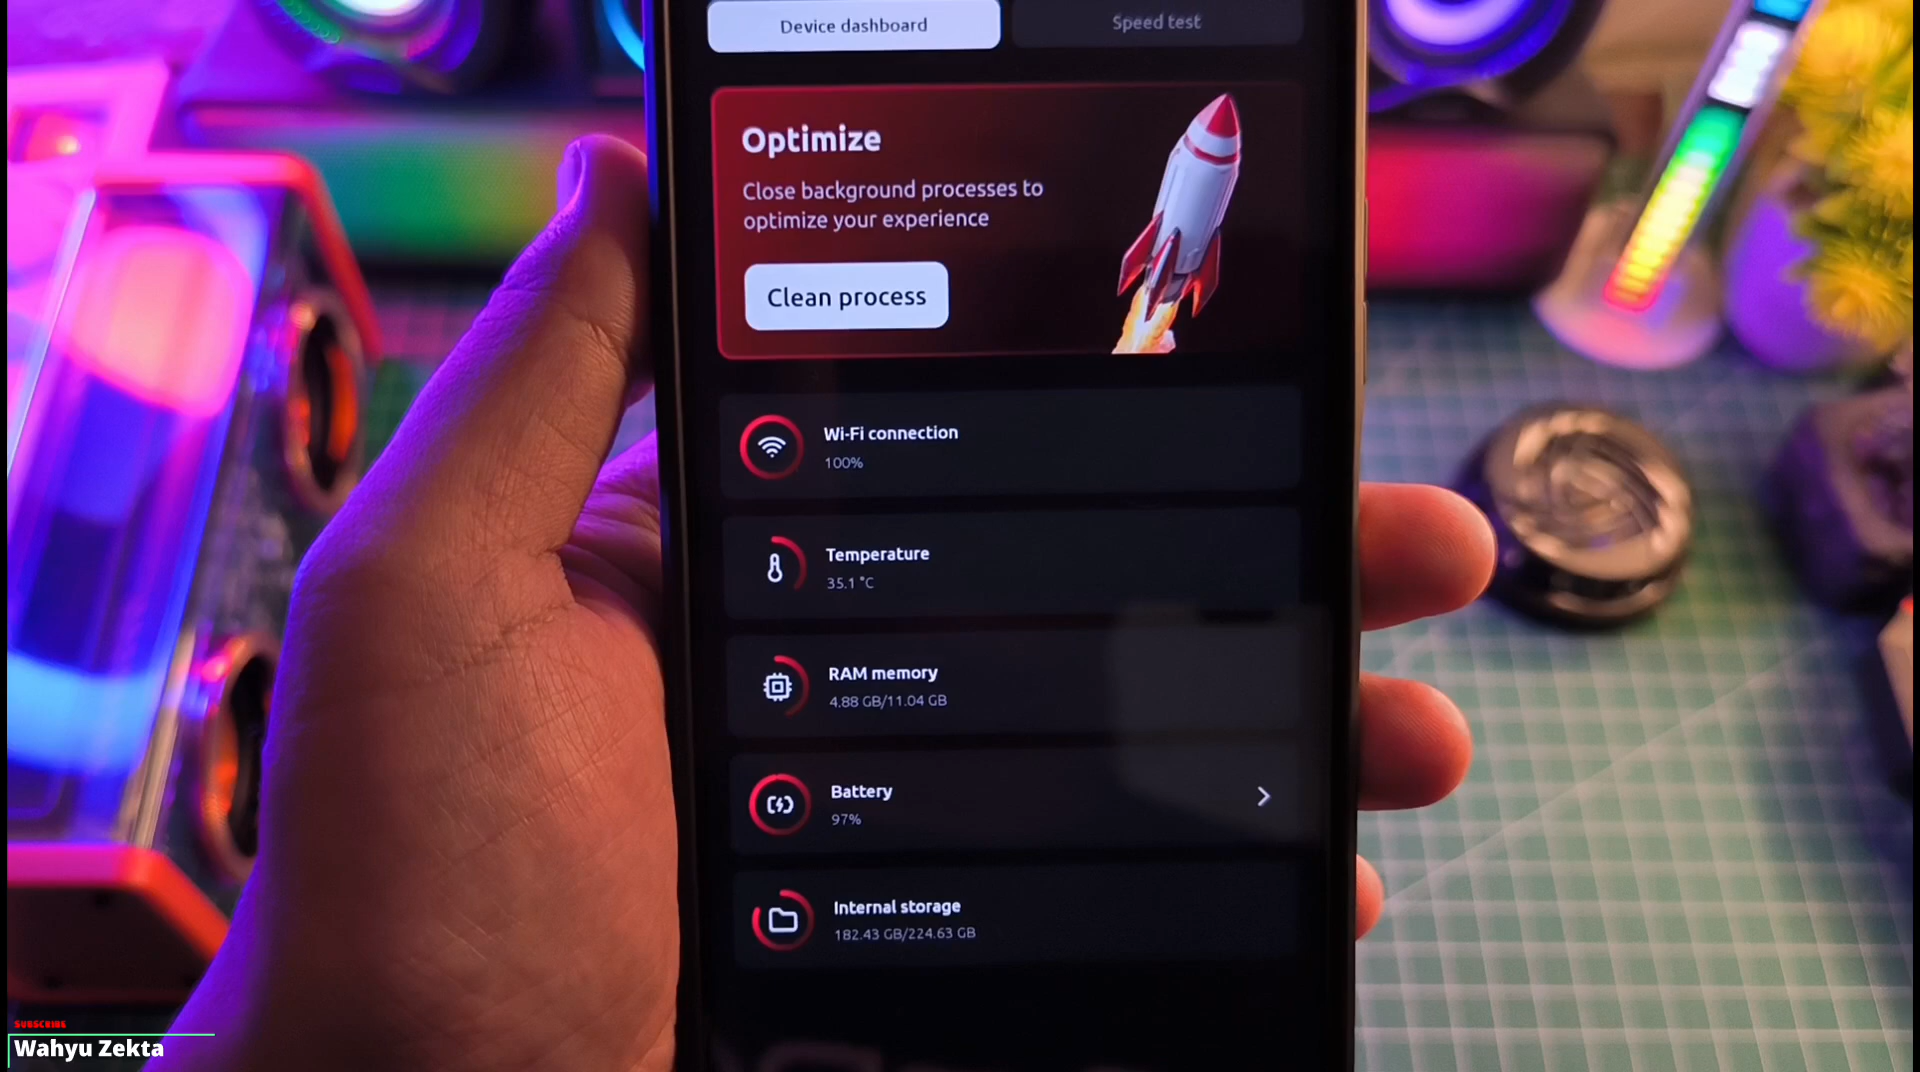 Device dashboard
Speed test
Optimize
Close background processes to
optimize your experience
Clean process
Wi-Fi connection
100%
Temperature
35.1 °C
RAM memory
4.88 GB/11.04 GB
Battery
97%
Internal storage
182.43 GB/224.63 GB
SUBSCRIBE
Wahyu Zekta